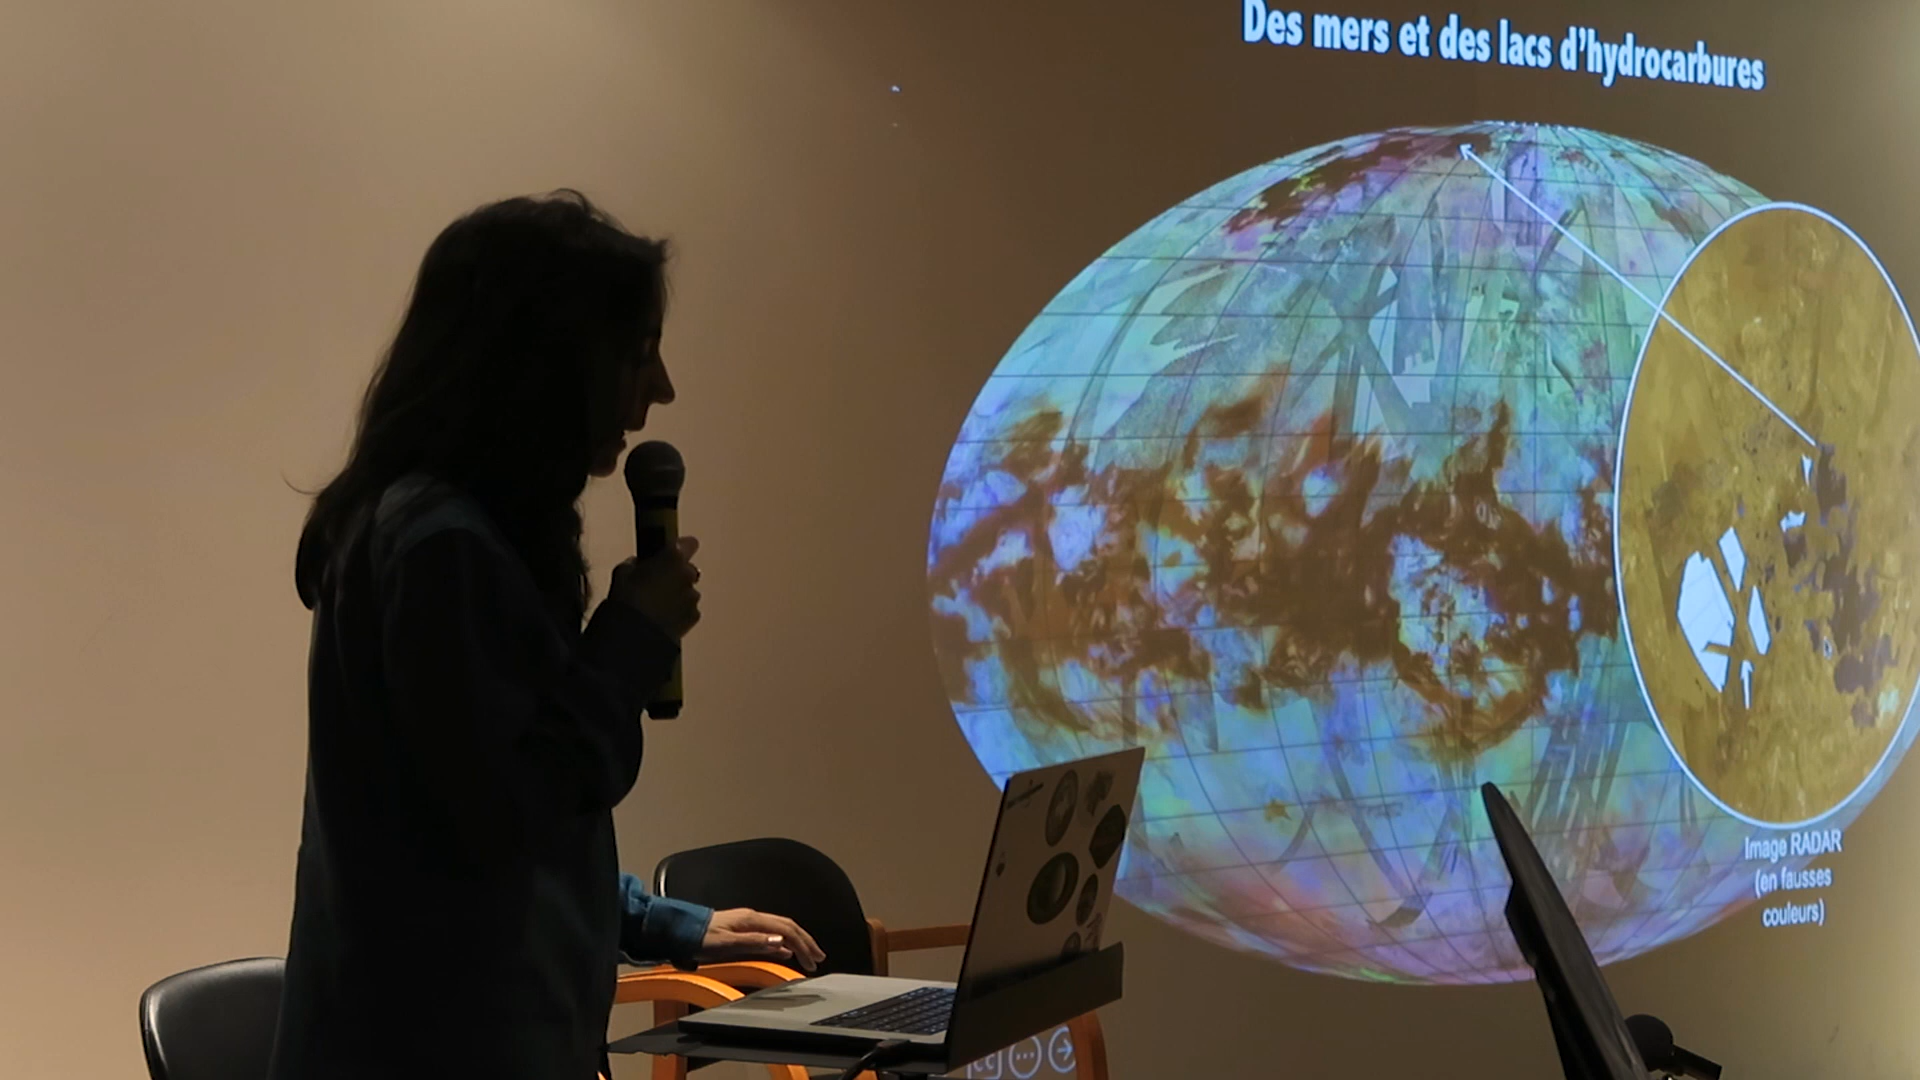 Des mers et des lacs d'hydrocarbures
Image RADAR
(en fausses
couleurs)